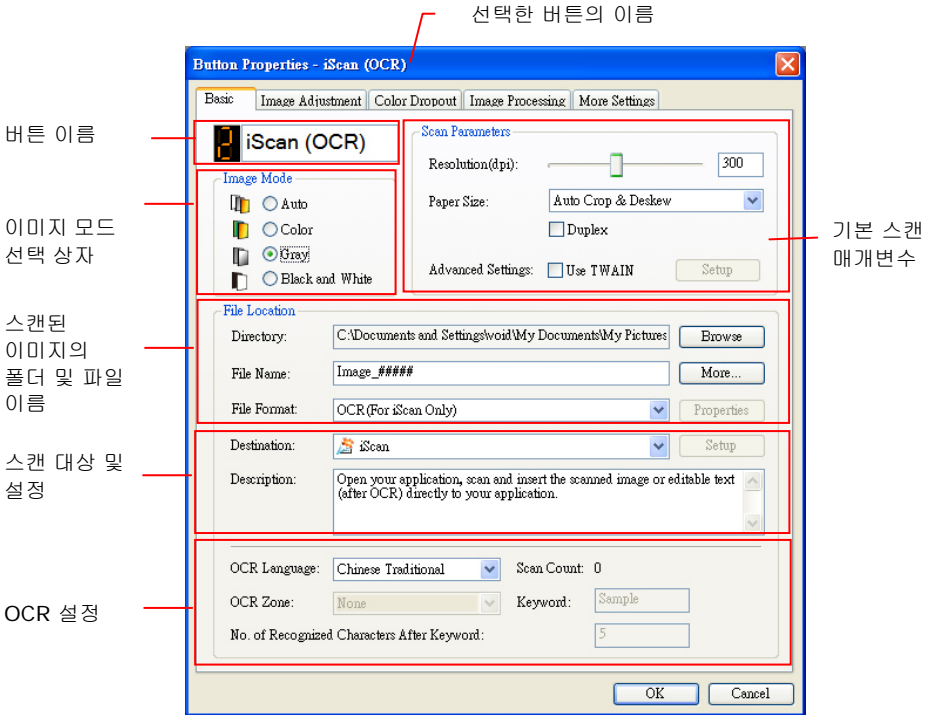 선택한 버튼의 이름
Button Properties - iScan (OCR)
Basic
Image Adjustment
Color Dropout
Image Processing
More Settings
버튼 이름
2
iScan (OCR)
이미지 모드
선택 상자
Image Mode
Auto
Color
Gray
Black and White
Scan Parameters
Resolution(dpi):
300
Paper Size:
Auto Crop & Deskew
Duplex
Advanced Settings:
Use TWAIN
Setup
기본 스캔
매개변수
스캔된
이미지의
폴더 및 파일
이름
File Location
Directory:
C:\Documents and Settings\void\My Documents\My Pictures
Browse
File Name:
Image_#####
More...
File Format:
OCR(For iScan Only)
Properties
스캔 대상 및
설정
Destination:
iScan
Setup
Description:
Open your application, scan and insert the scanned image or editable text
(after OCR) directly to your application.
OCR 설정
OCR Language:
Chinese Traditional
Scan Count: 0
OCR Zone:
None
Keyword:
Sample
No. of Recognized Characters After Keyword:
5
OK
Cancel